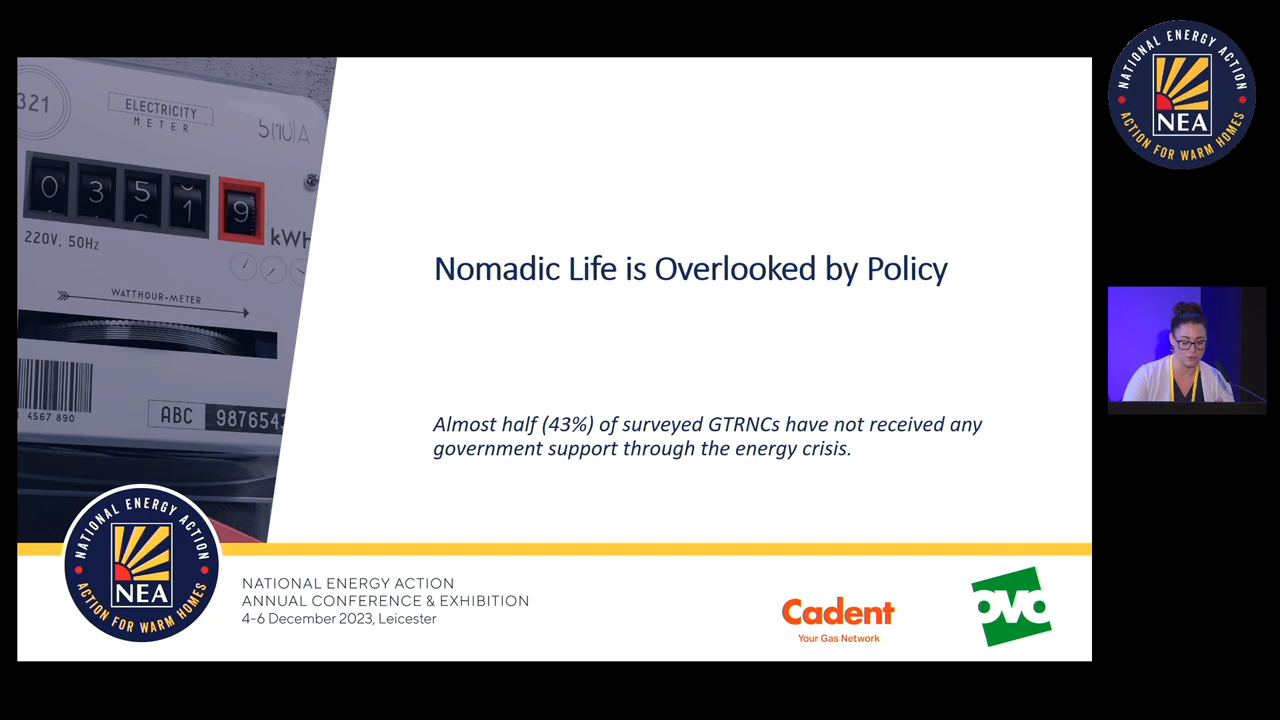 321
ELECTRICITY
METER
5(10)A
0 3 5 1 9
kWh
220V, 50Hz
WATTHOUR-METER
4567 890
ABC 987654
Nomadic Life is Overlooked by Policy
Almost half (43%) of surveyed GTRNCs have not received any
government support through the energy crisis.
NATIONAL ENERGY ACTION
NEA
ACTION FOR WARM HOMES
NATIONAL ENERGY ACTION
ANNUAL CONFERENCE & EXHIBITION
4-6 December 2023, Leicester
Cadent
Your Gas Network
ovo
NATIONAL ENERGY ACTION
NEA
ACTION FOR WARM HOMES